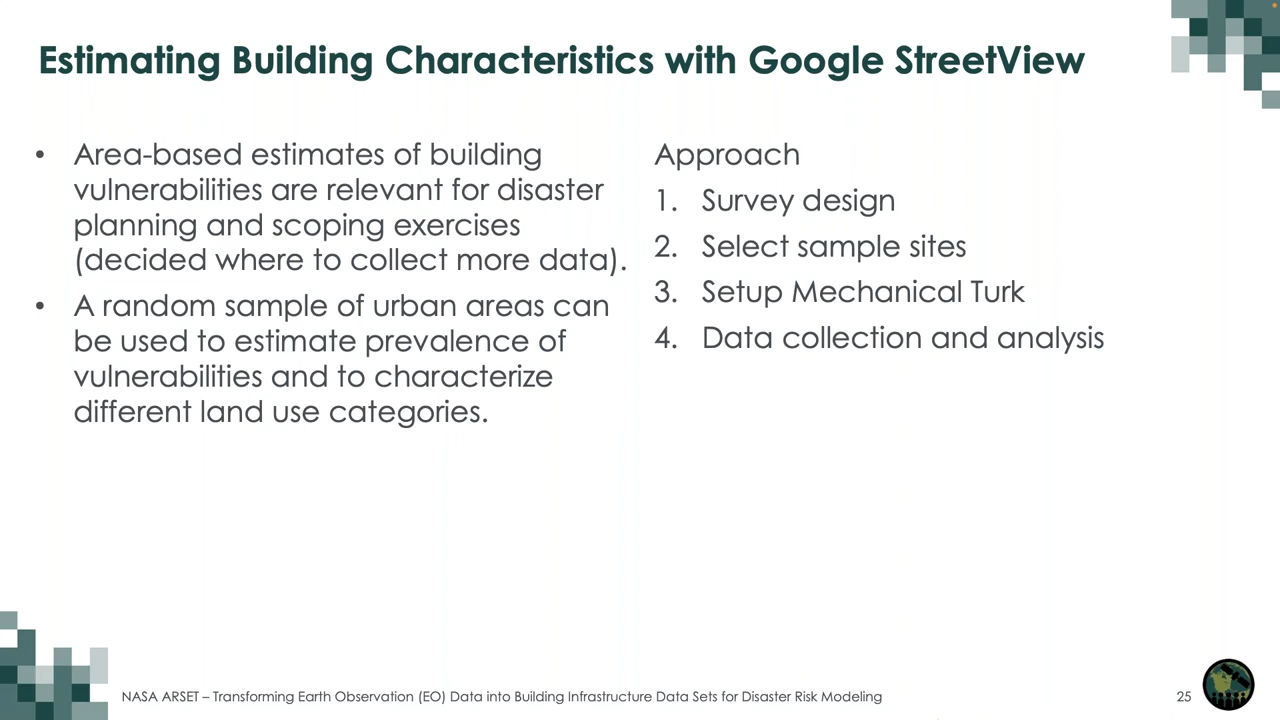 Estimating Building Characteristics with Google StreetView
• Area-based estimates of building
vulnerabilities are relevant for disaster
planning and scoping exercises
(decided where to collect more data).
• A random sample of urban areas can
be used to estimate prevalence of
vulnerabilities and to characterize
different land use categories.
Approach
1. Survey design
2. Select sample sites
3. Setup Mechanical Turk
4. Data collection and analysis
NASA ARSET – Transforming Earth Observation (EO) Data into Building Infrastructure Data Sets for Disaster Risk Modeling
25